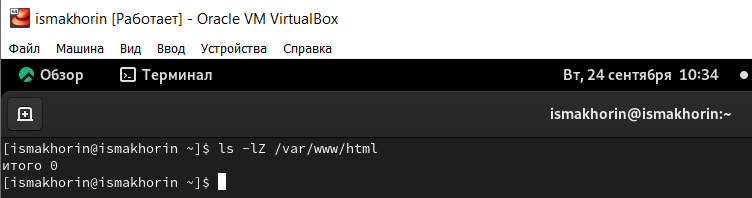 ismakhorin [Работает] - Oracle VM VirtualBox
Файл Машина Вид Ввод Устройства Справка
Обзор Терминал Вт, 24 сентября 10:34
ismakhorin@ismakhorin:~
[ismakhorin@ismakhorin ~]$ ls -lZ /var/www/html
итого 0
[ismakhorin@ismakhorin ~]$